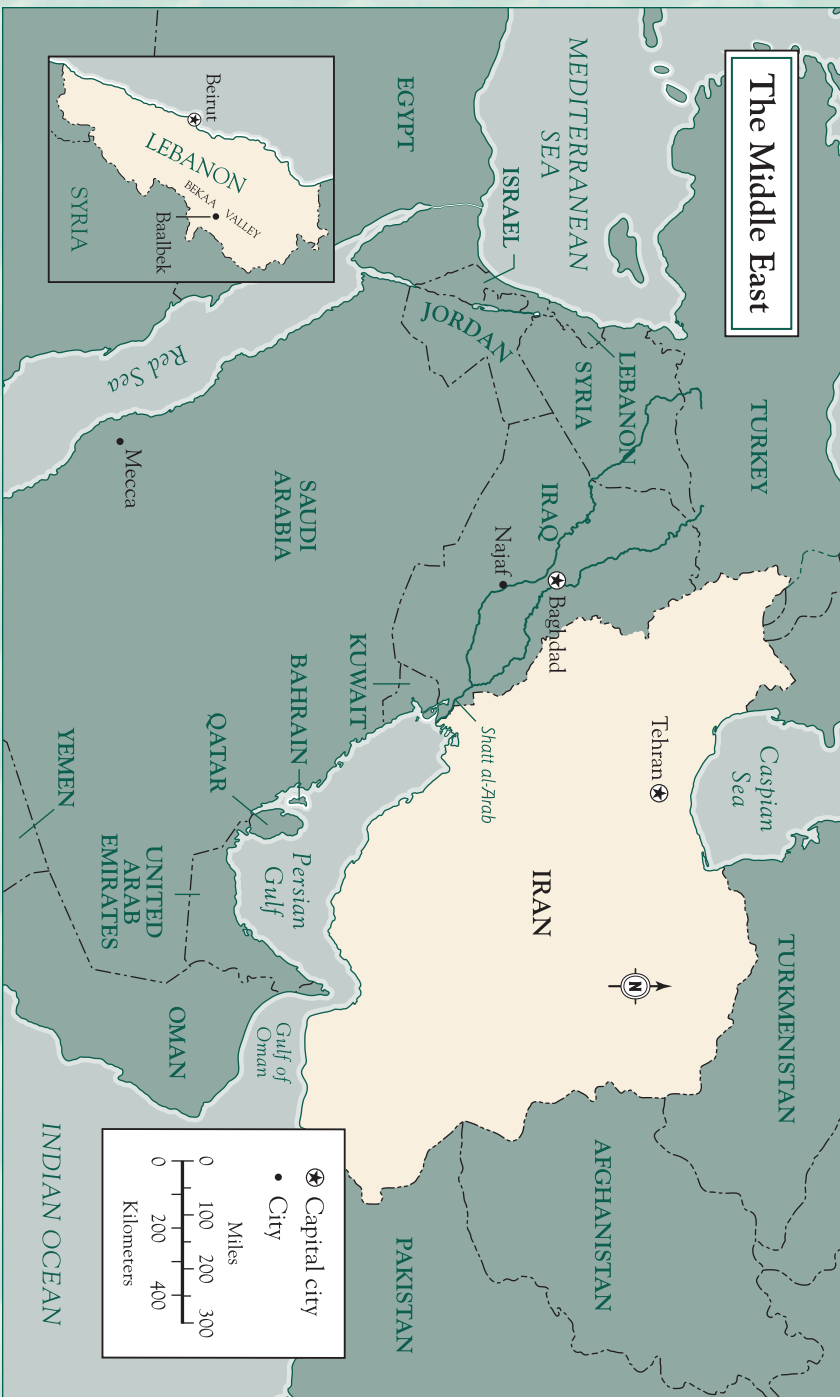 The Middle East
MEDITERRANEAN
SEA
EGYPT
ISRAEL
JORDAN
LEBANON
SYRIA
TURKEY
IRAQ
Najaf
Baghdad
SAUDI
ARABIA
Red Sea
Mecca
KUWAIT
BAHRAIN
QATAR
YEMEN
UNITED
ARAB
EMIRATES
OMAN
Persian
Gulf
Gulf of
Oman
Shatt al-Arab
Tehran
Caspian
Sea
IRAN
N
TURKMENISTAN
AFGHANISTAN
PAKISTAN
INDIAN OCEAN
Beirut
LEBANON
BEKAA VALLEY
Baalbek
SYRIA
Capital city
City
0 100 200 300
Miles
0 200 400
Kilometers